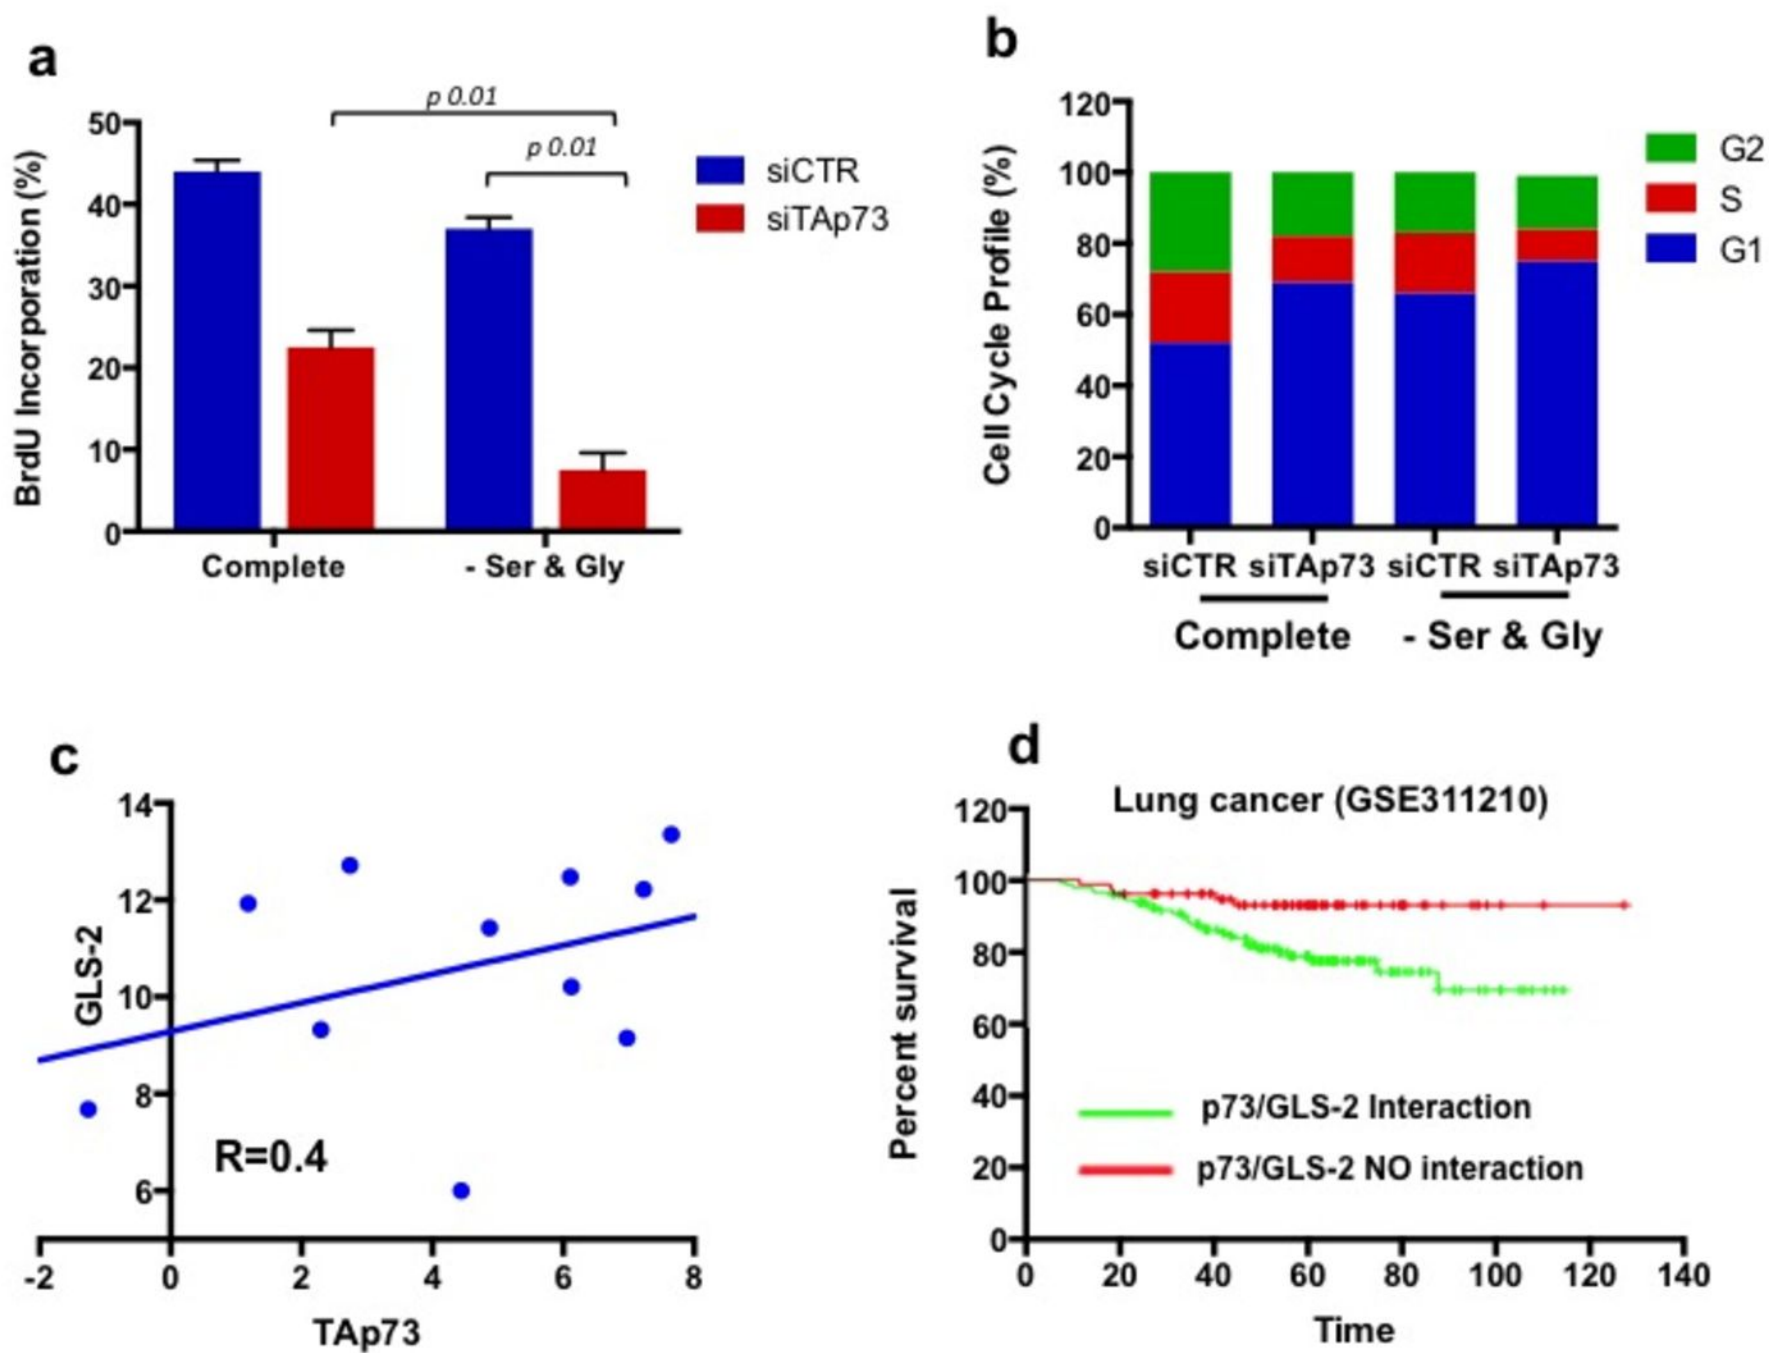 a
p 0.01
p 0.01
BrdU Incorporation (%)
50
40
30
20
10
0
Complete
- Ser & Gly
siCTR
siTAp73
b
Cell Cycle Profile (%)
120
100
80
60
40
20
0
siCTR siTAp73 siCTR siTAp73
Complete - Ser & Gly
G2
S
G1
c
GLS-2
14
12
10
8
6
R=0.4
-2 0 2 4 6 8
TAp73
d
Lung cancer (GSE311210)
Percent survival
120
100
80
60
40
20
0
p73/GLS-2 Interaction
p73/GLS-2 NO interaction
0 20 40 60 80 100 120 140
Time